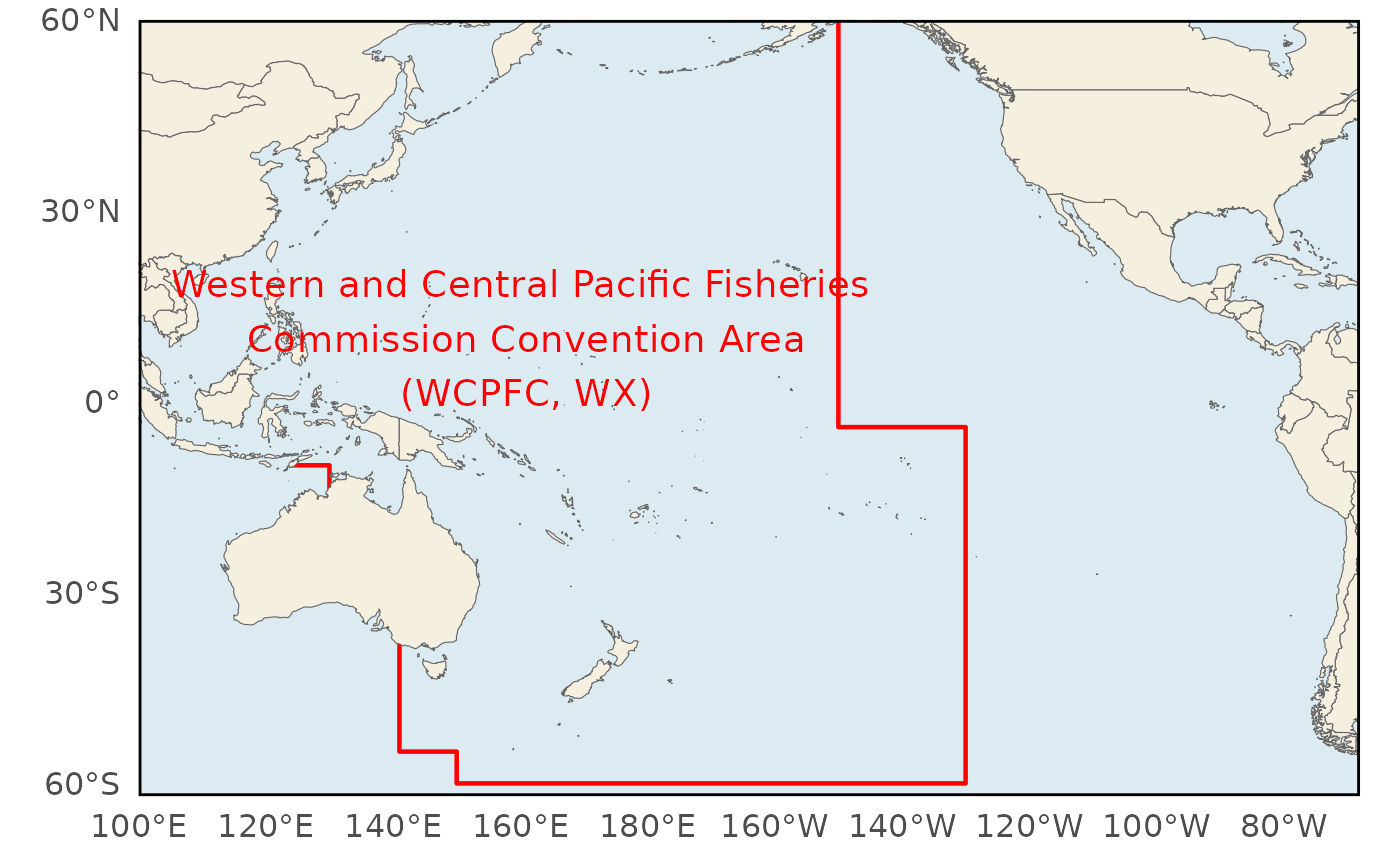 60°N
30°N
Western and Central Pacific Fisheries
Commission Convention Area
(WCPFC, WX)
0°
30°S
60°S
100°E 120°E 140°E 160°E 180°E 160°W 140°W 120°W 100°W 80°W